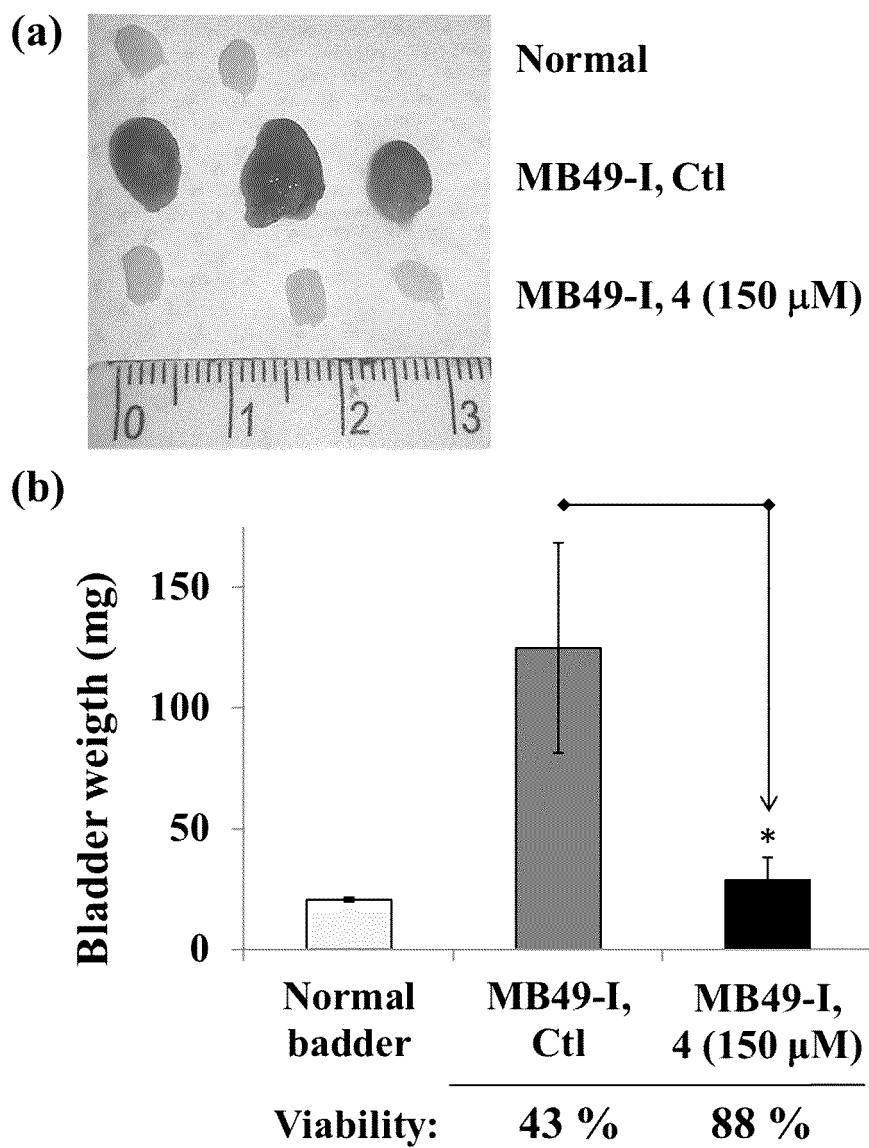 (a)
Normal
MB49-I, Ctl
MB49-I, 4 (150 μM)
0 1 2 3
(b)
Bladder weigth (mg)
150
100
50
0
*
Normal badder
MB49-I, Ctl
MB49-I, 4 (150 μM)
Viability: 43 % 88 %